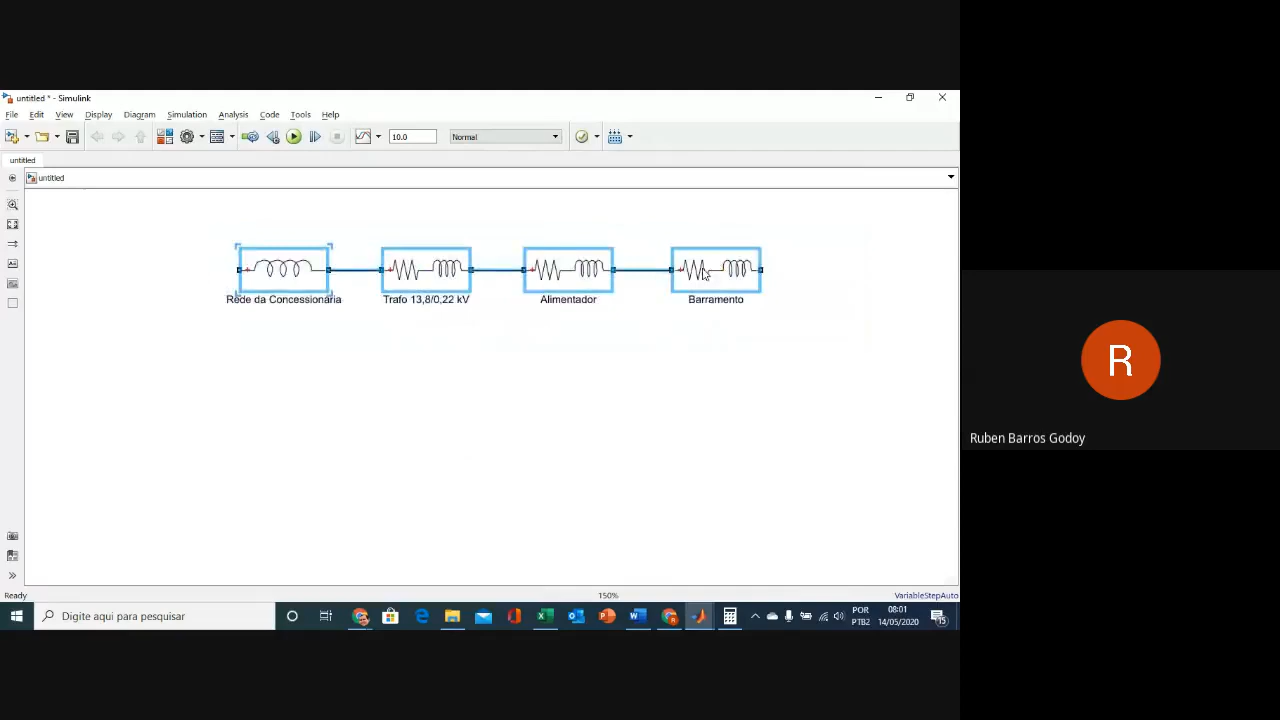 untitled * - Simulink
File Edit View Display Diagram Simulation Analysis Code Tools Help
10.0 Normal
untitled
untitled
Rede da Concessionária Trafo 13,8/0,22 kV Alimentador Barramento
R
Ruben Barros Godoy
Ready 150% VariableStepAuto
Digite aqui para pesquisar
POR 08:01
PTB2 14/05/2020 15